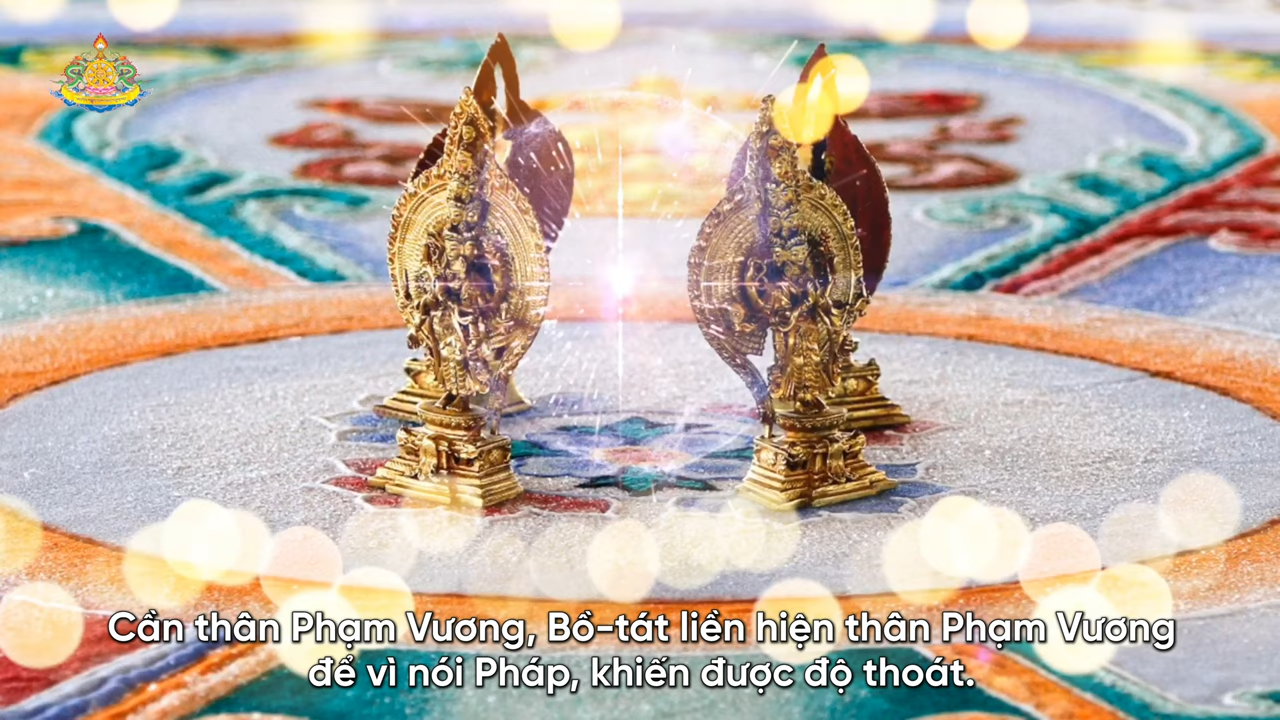 Cần thân Phạm Vương, Bồ-tát liền hiện thân Phạm Vương
để vì nói Pháp, khiến được độ thoát.